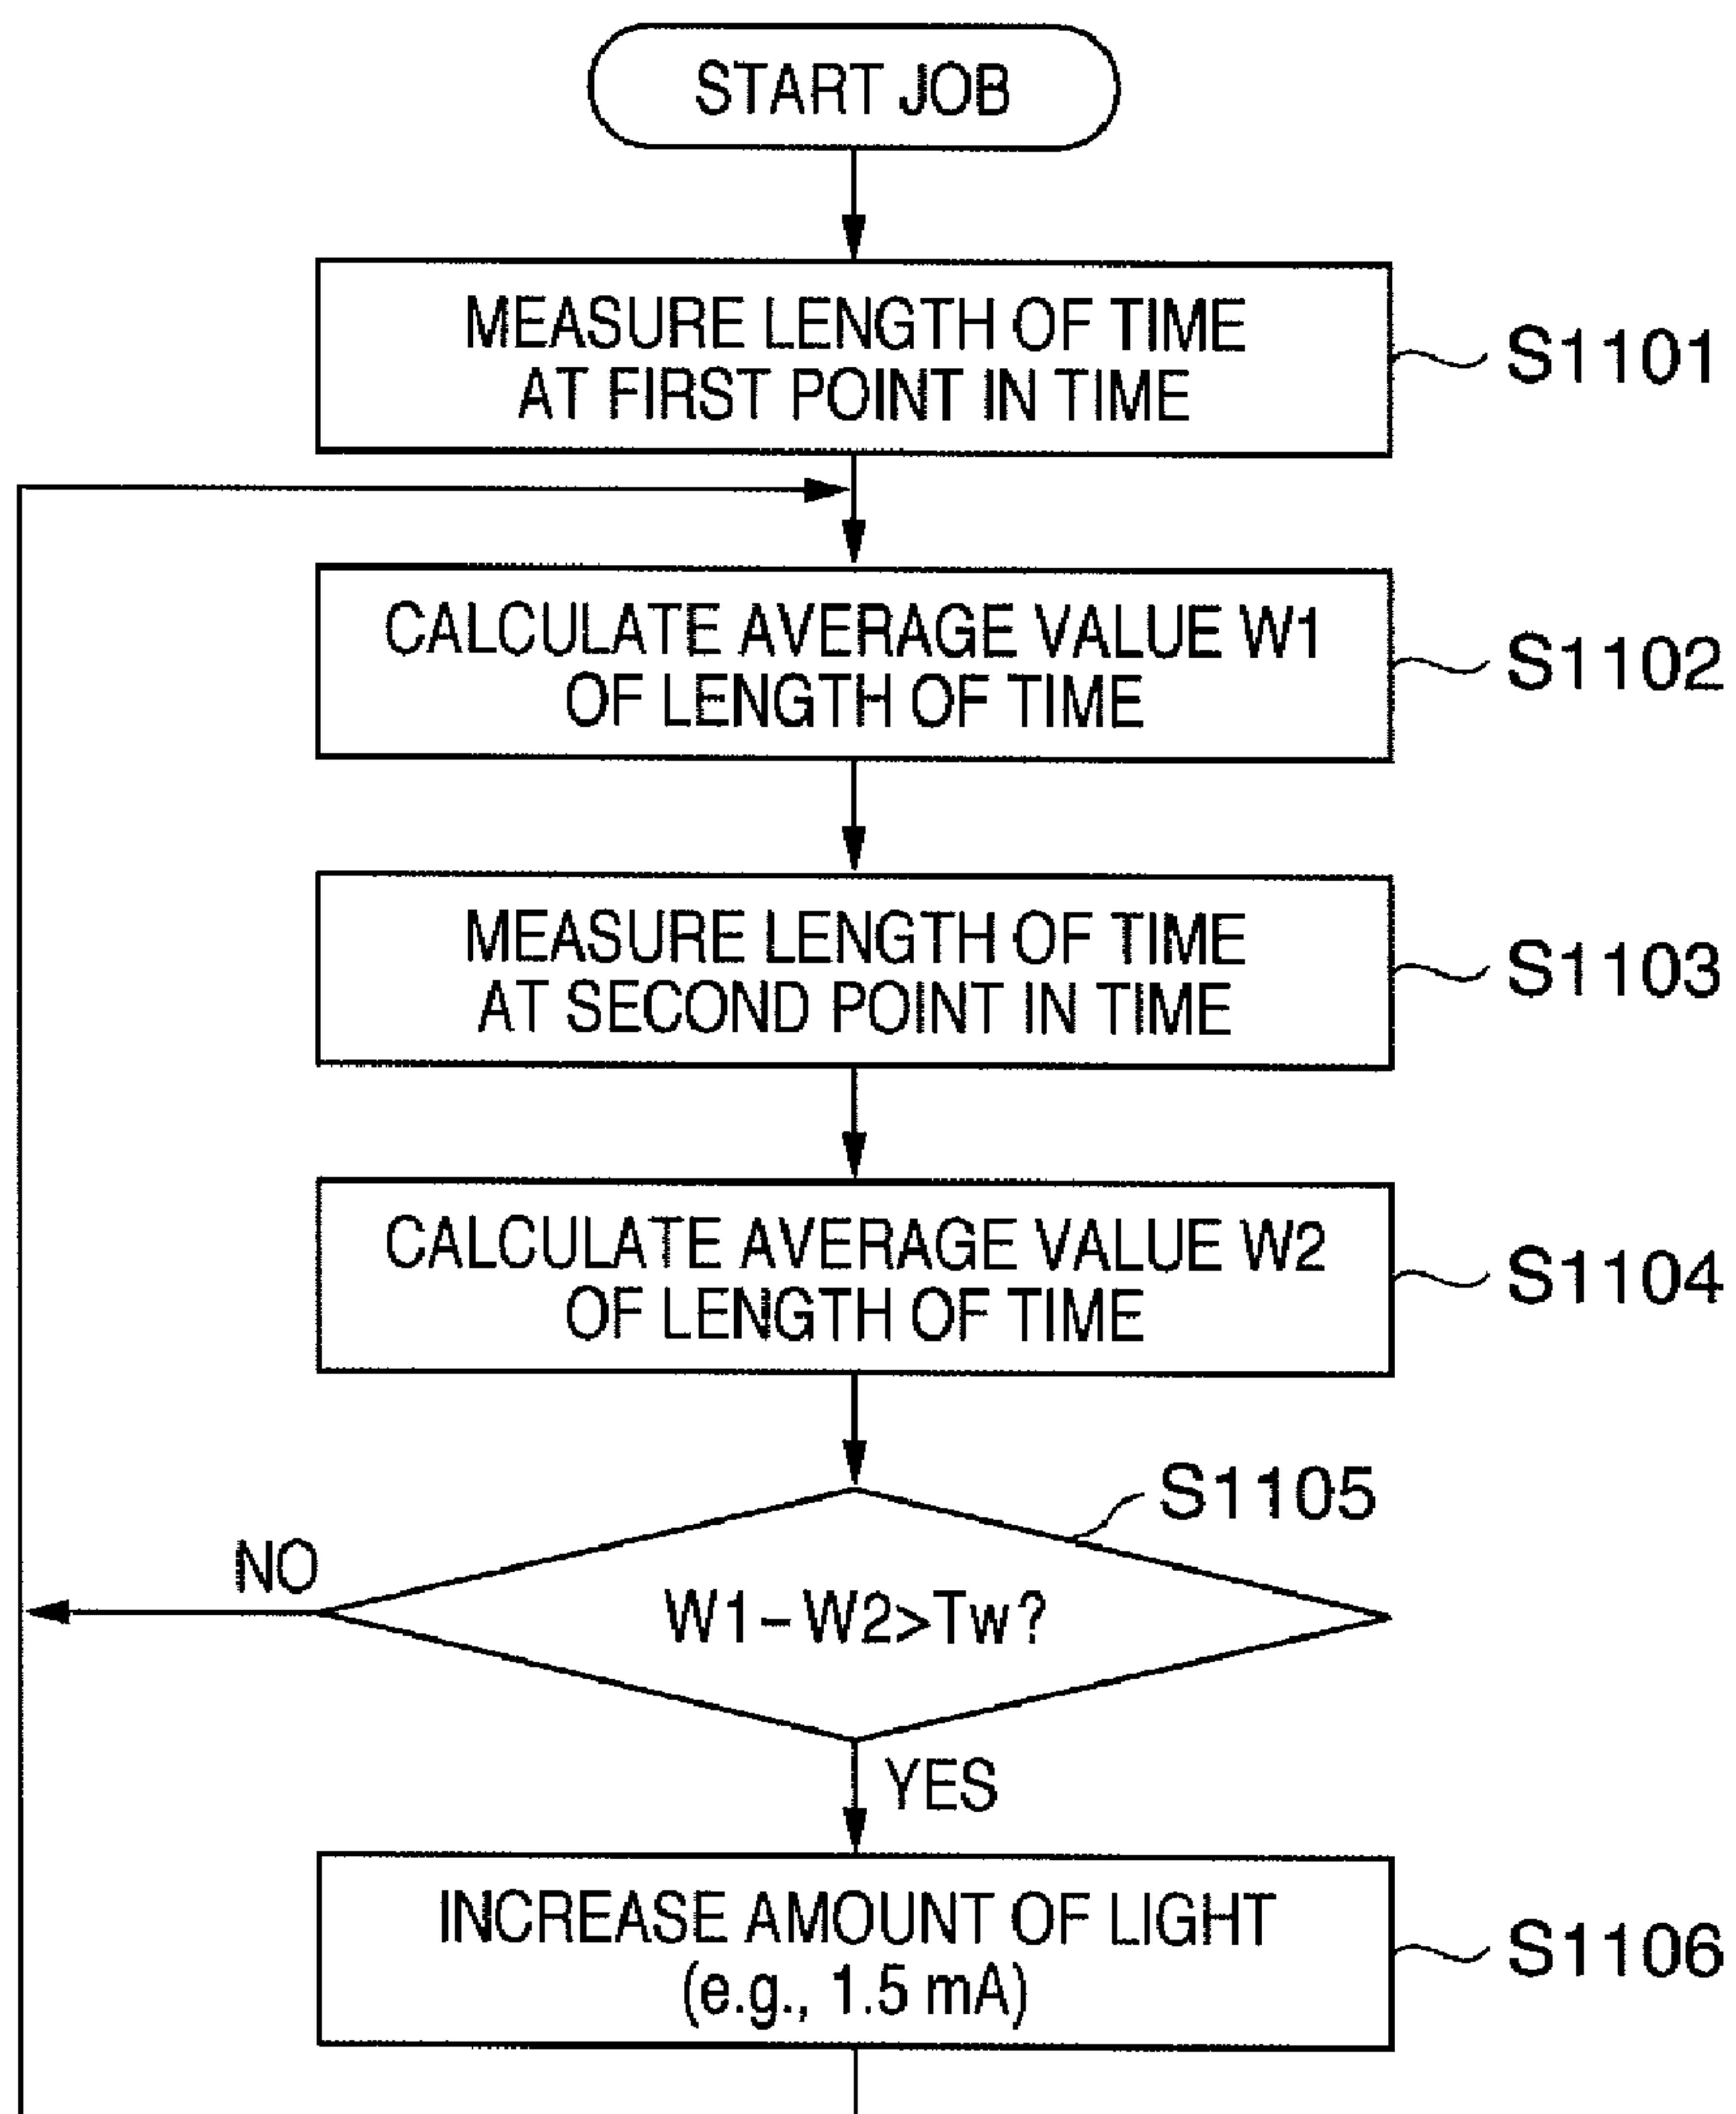 START JOB
MEASURE LENGTH OF TIME
AT FIRST POINT IN TIME
S1101
CALCULATE AVERAGE VALUE W1
OF LENGTH OF TIME
S1102
MEASURE LENGTH OF TIME
AT SECOND POINT IN TIME
S1103
CALCULATE AVERAGE VALUE W2
OF LENGTH OF TIME
S1104
S1105
NO
W1-W2>Tw?
YES
INCREASE AMOUNT OF LIGHT
(e.g., 1.5 mA)
S1106